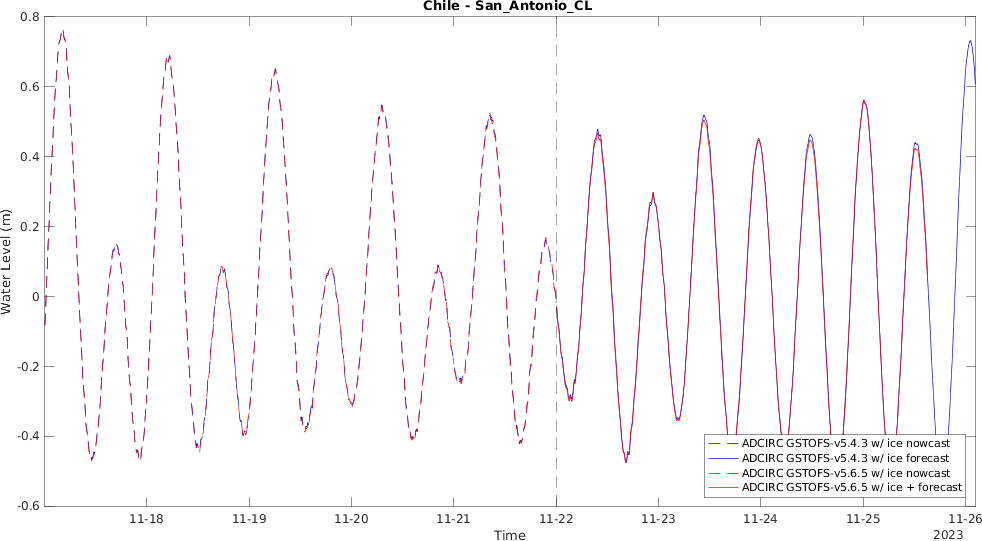 Chile - San_Antonio_CL
Water Level (m)
0.8
0.6
0.4
0.2
0
-0.2
-0.4
-0.6
ADCIRC GSTOFS-v5.4.3 w/ ice nowcast
ADCIRC GSTOFS-v5.4.3 w/ ice forecast
ADCIRC GSTOFS-v5.6.5 w/ ice nowcast
ADCIRC GSTOFS-v5.6.5 w/ ice + forecast
11-18
11-19
11-20
11-21
11-22
11-23
11-24
11-25
11-26
Time
2023